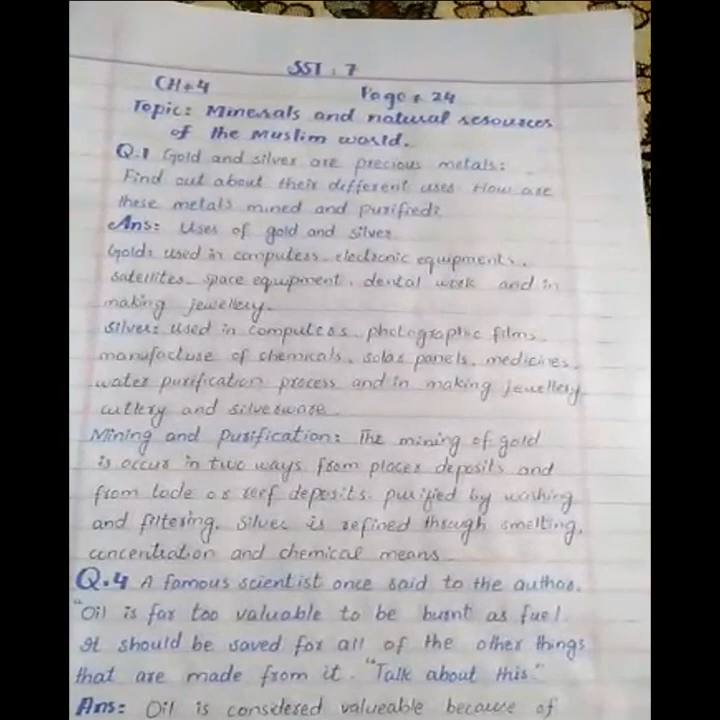 SST : 7
CH # 4 Page # 24
Topic: Minerals and natural resources
of the Muslim world.
Q.1 Gold and silver are precious metals:
Find out about their different uses How are
these metals mined and purified?
Ans: Uses of gold and silver
Gold: used in computers, electronic equipments,
satellites, space equipment, dental work and in
making jewellery.
Silver: used in computers, photographic films,
manufacture of chemicals, solar panels, medicines,
water purification process and in making jewellery
cutlery and silverware.
Mining and Purification: The mining of gold
is occur in two ways from placer deposits and
from lode or reef deposits. purified by washing
and filtering. Silver is refined through smelting,
concentration and chemical means.
Q.4 A famous scientist once said to the author.
"Oil is far too valuable to be burnt as fuel.
It should be saved for all of the other things
that are made from it. "Talk about this."
Ans: Oil is considered valueable because of